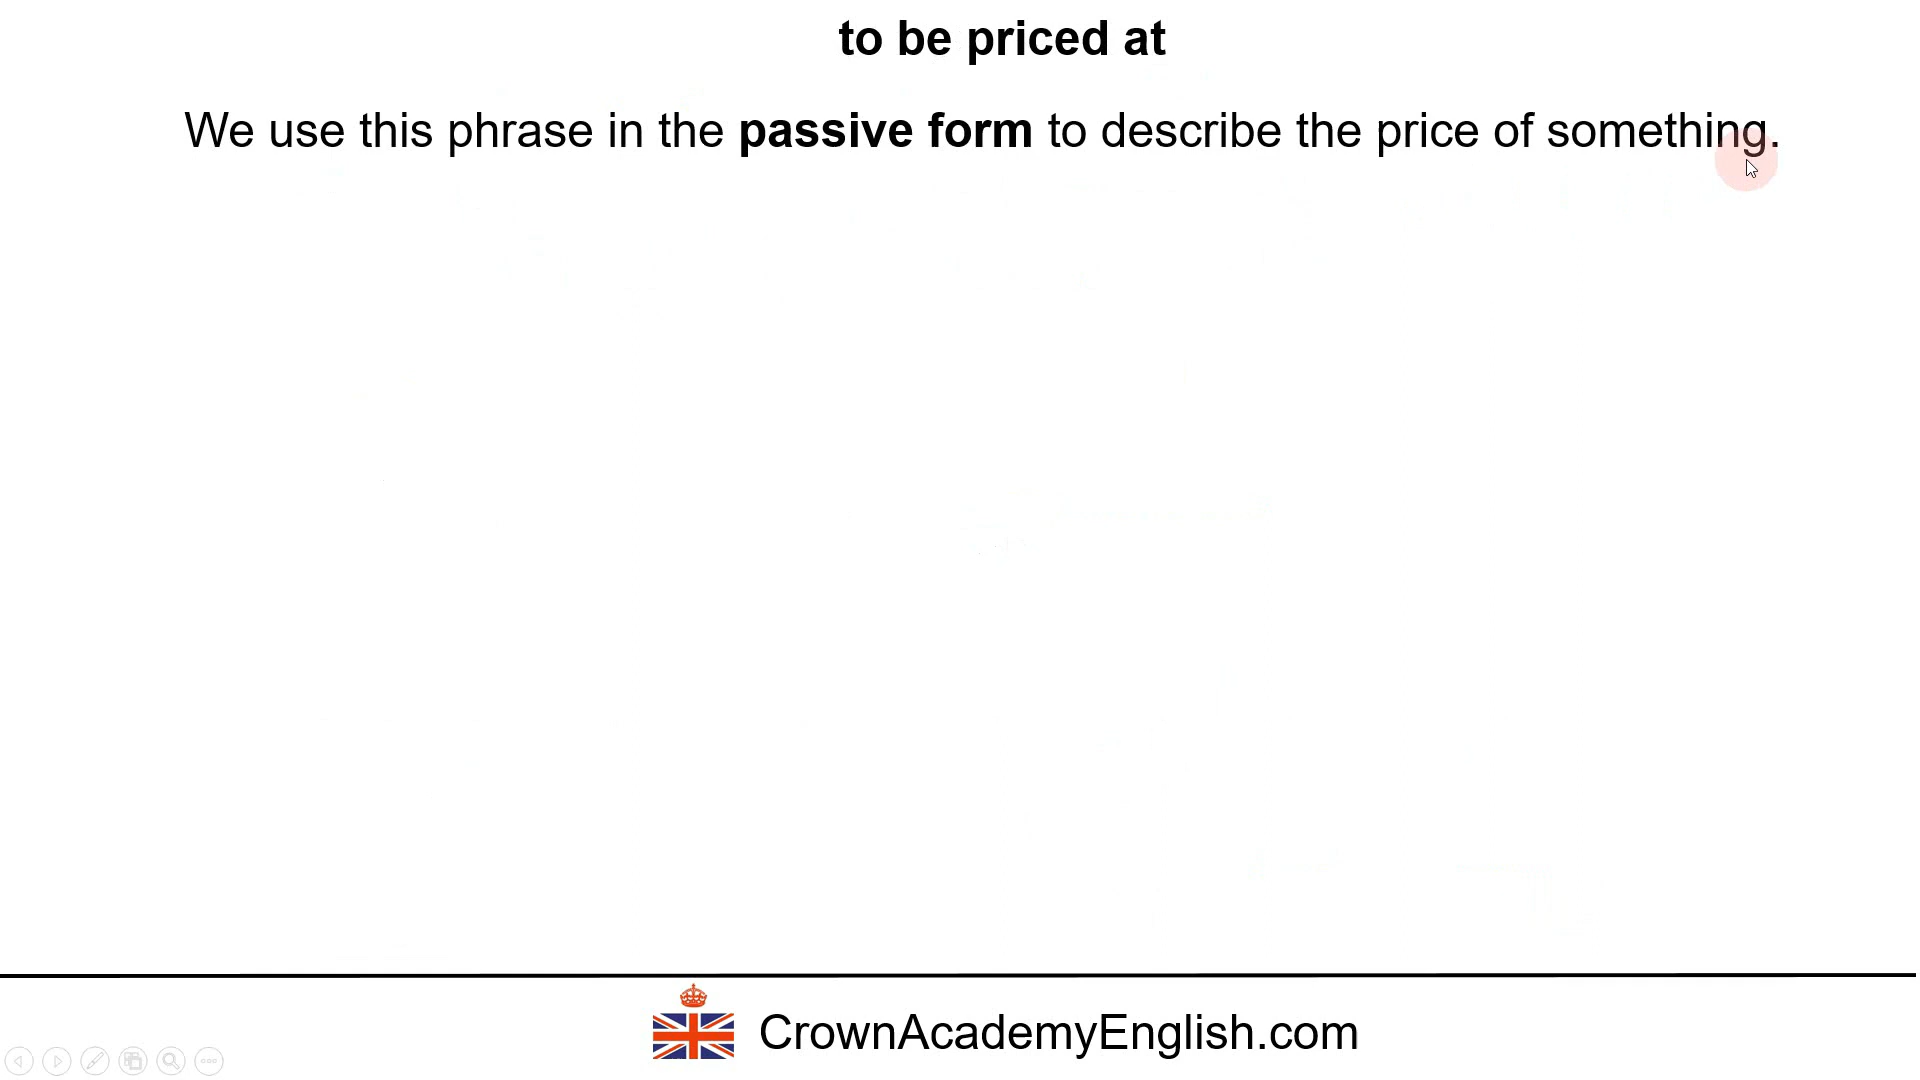 to be priced at
We use this phrase in the passive form to describe the price of something.
CrownAcademyEnglish.com